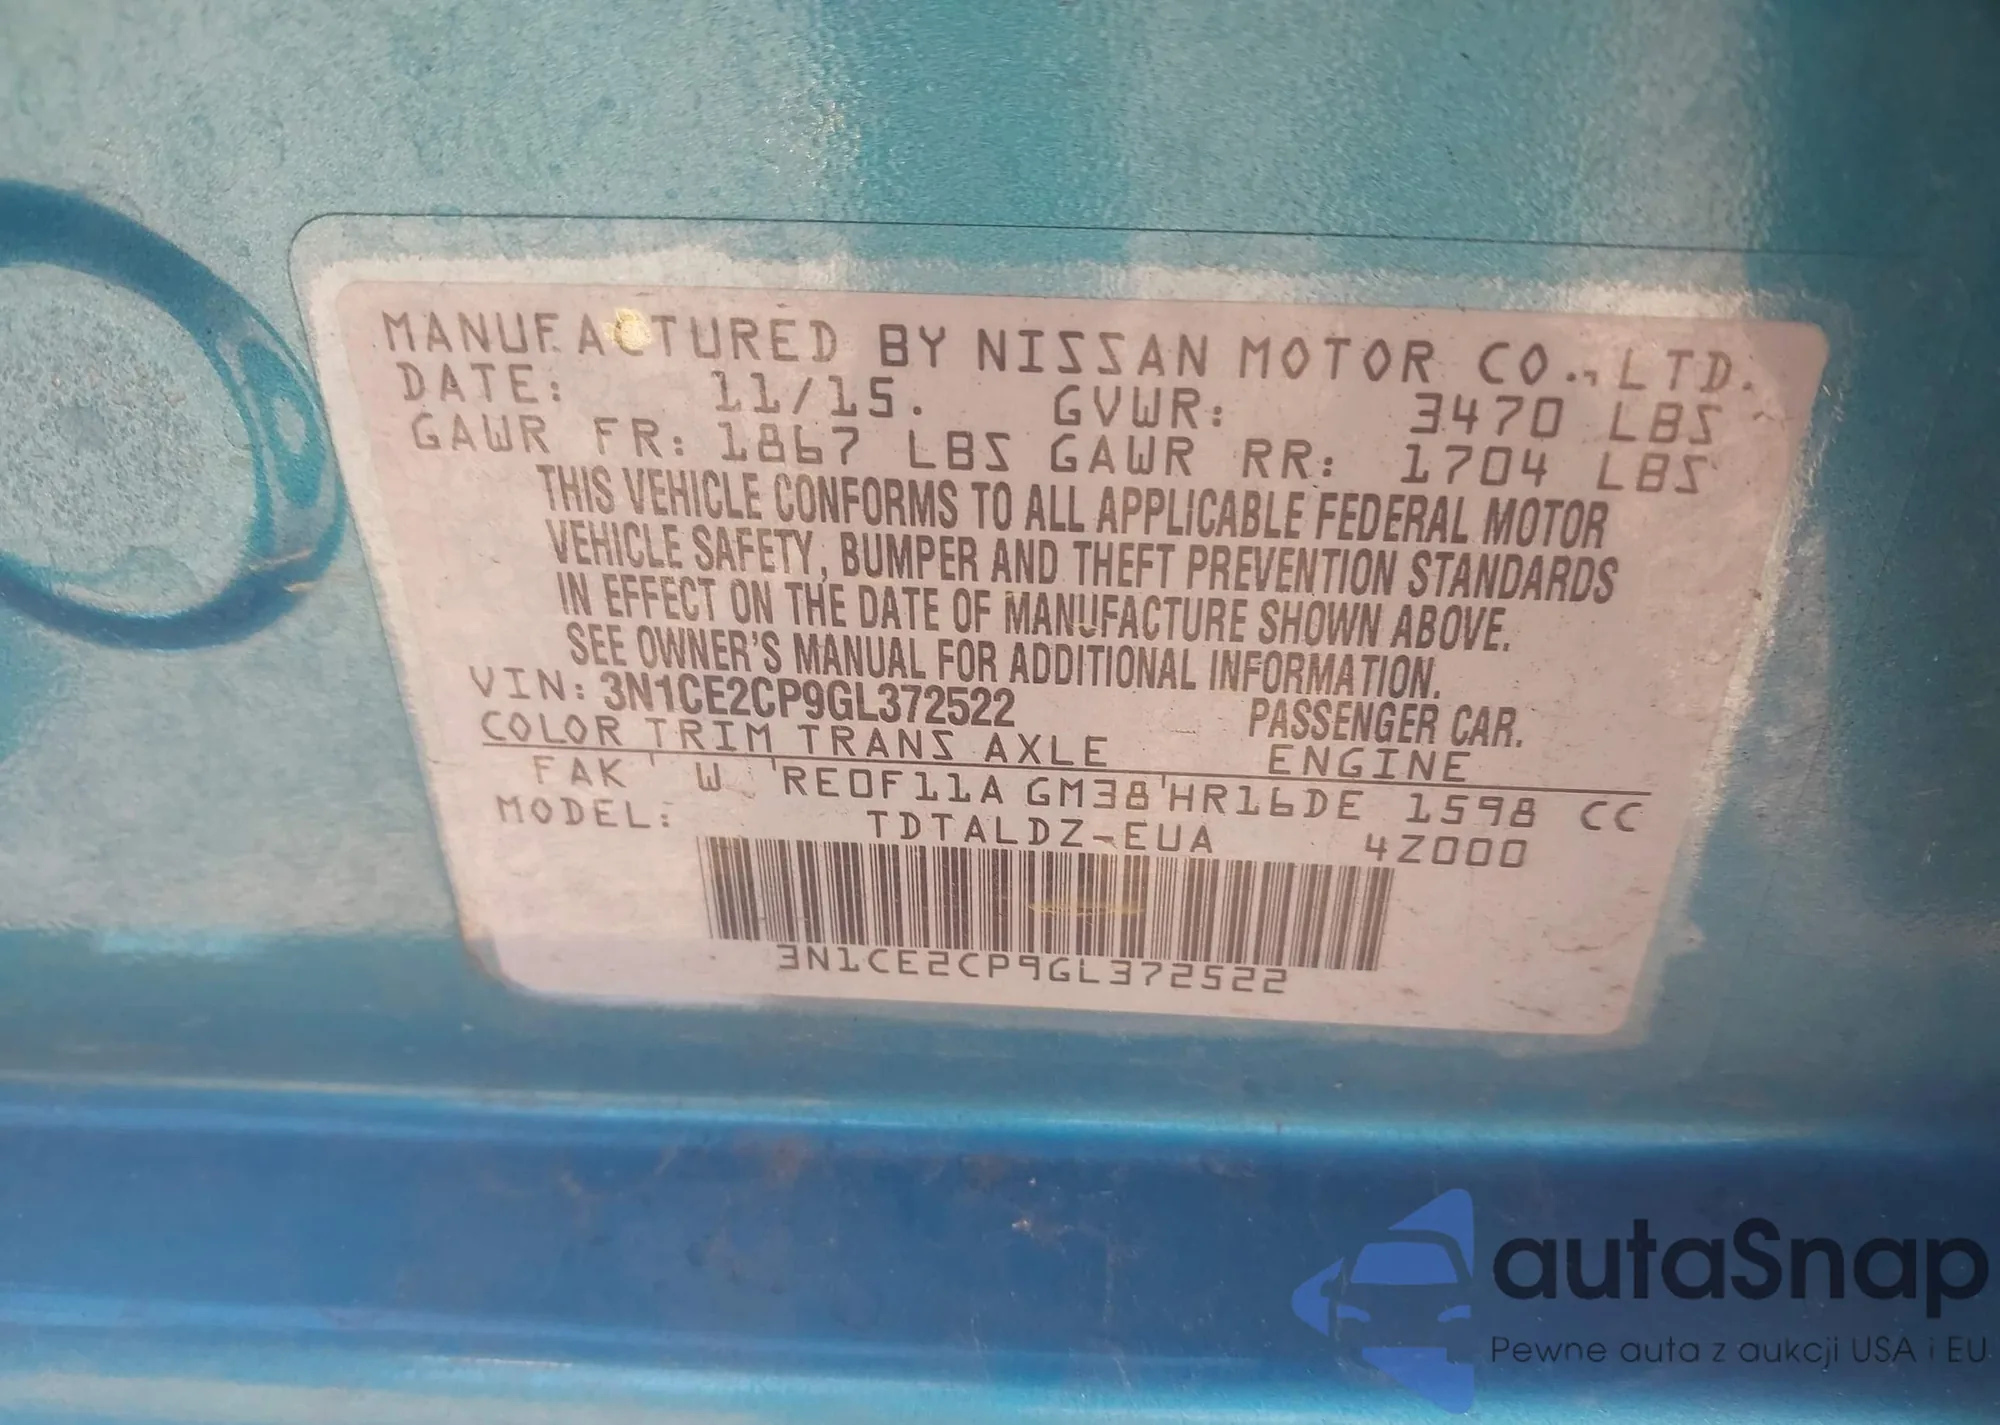 MANUFACTURED BY NISSAN MOTOR CO., LTD.
DATE: 11/15. GVWR: 3470 LBS
GAWR FR: 1867 LBS GAWR RR: 1704 LBS
THIS VEHICLE CONFORMS TO ALL APPLICABLE FEDERAL MOTOR
VEHICLE SAFETY, BUMPER AND THEFT PREVENTION STANDARDS
IN EFFECT ON THE DATE OF MANUFACTURE SHOWN ABOVE.
SEE OWNER'S MANUAL FOR ADDITIONAL INFORMATION.
VIN: 3N1CE2CP9GL372522 PASSENGER CAR.
COLOR TRIM TRANS AXLE ENGINE
FAK W RE0F11A GM38 HR16DE 1598 CC
MODEL: TDTALDZ-EUA 4Z000
3N1CE2CP9GL372522
autaSnap
Pewne auta z aukcji USA i EU